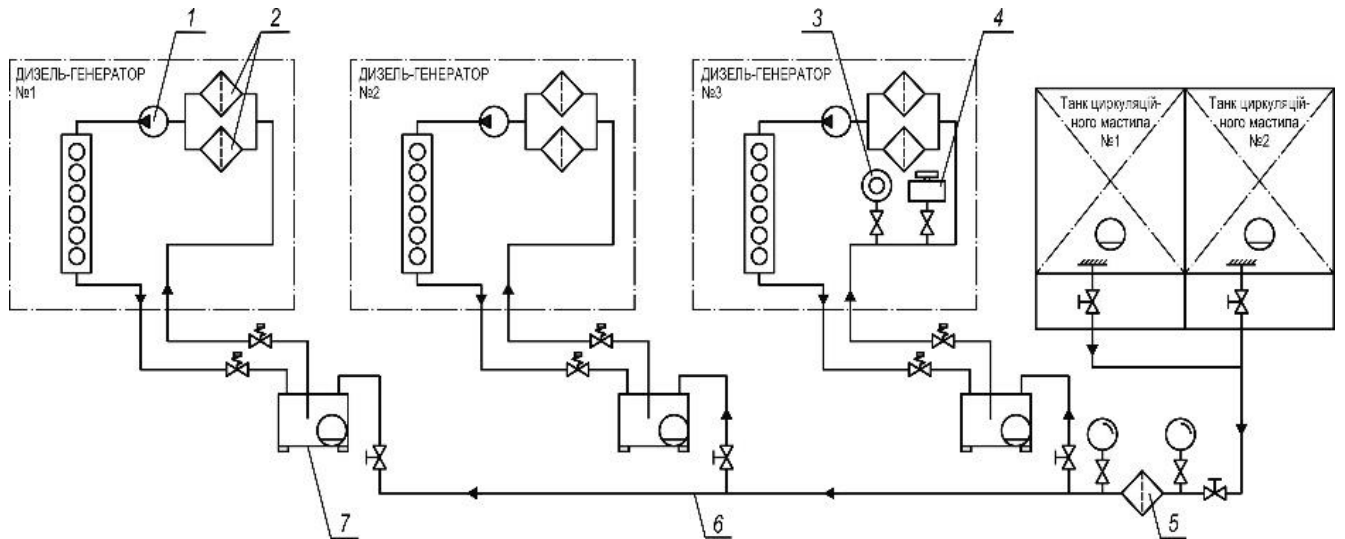 1
2
3
4
ДИЗЕЛЬ-ГЕНЕРАТОР
№1
ДИЗЕЛЬ-ГЕНЕРАТОР
№2
ДИЗЕЛЬ-ГЕНЕРАТОР
№3
Танк циркуляцій-
ного мастила
№1
Танк циркуляцій-
ного мастила
№2
7
6
5